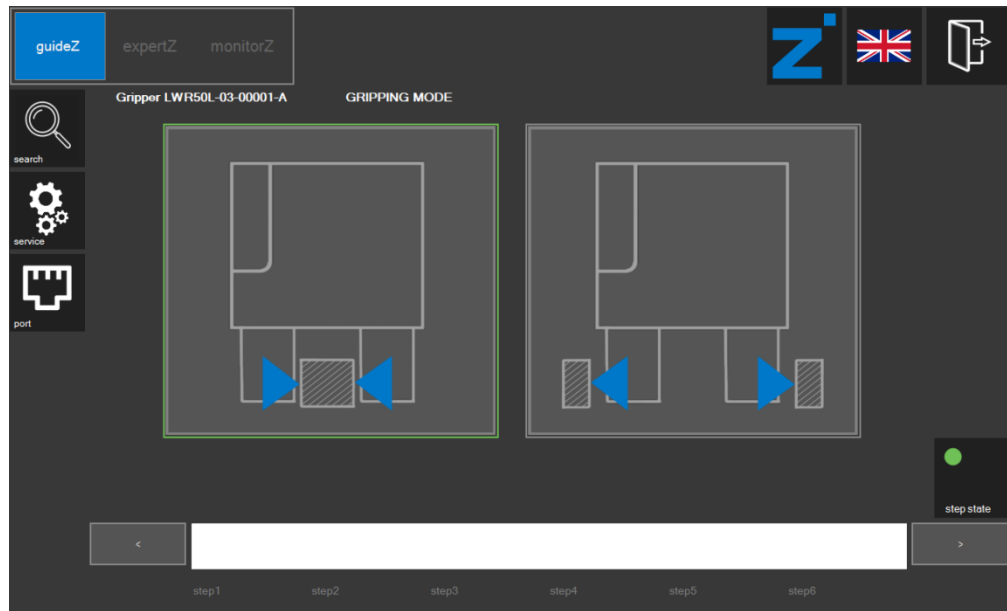 guideZ expertZ monitorZ
Gripper LWR50L-03-00001-A GRIPPING MODE
search
service
port
step state
< >
step1 step2 step3 step4 step5 step6